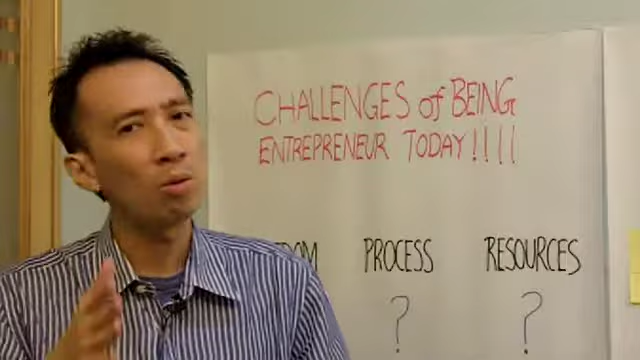 CHALLENGES of BEING
ENTREPRENEUR TODAY!!!!
PROCESS RESOURCES
? ?